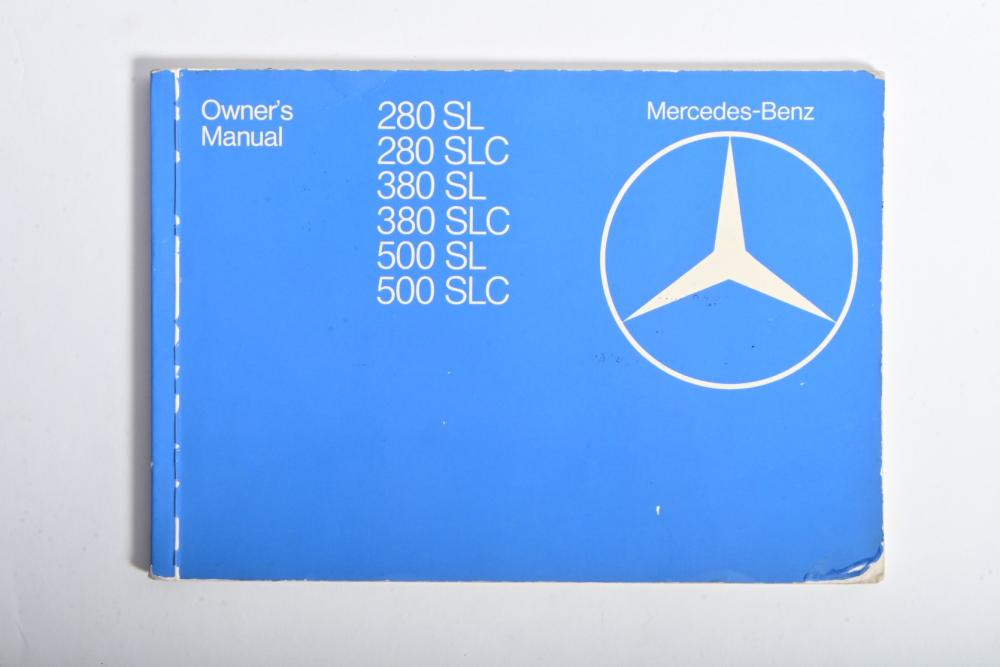 Owner's
Manual
280 SL
280 SLC
380 SL
380 SLC
500 SL
500 SLC
Mercedes-Benz